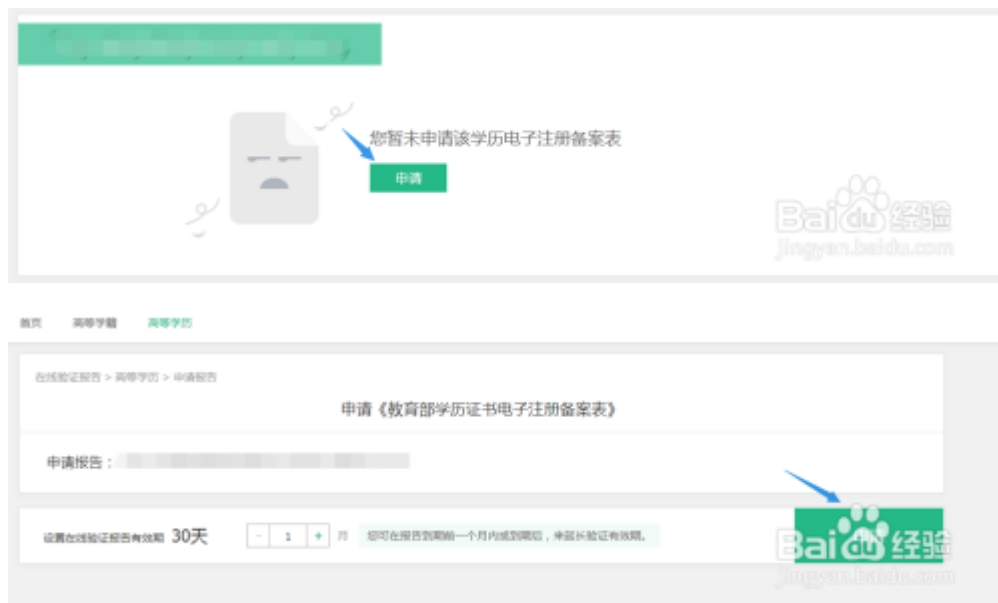 您暂未申请该学历电子注册备案表
申请
Baidu经验
jingyan.baidu.com
首页 高等学籍 高等学历
在线验证报告 > 高等学历 > 申请报告
申请《教育部学历证书电子注册备案表》
申请报告：
设置在线验证报告有效期 30天 - 1 + 月 您可在报告到期前一个月内或到期后，来延长验证有效期。
Baidu经验
jingyan.baidu.com